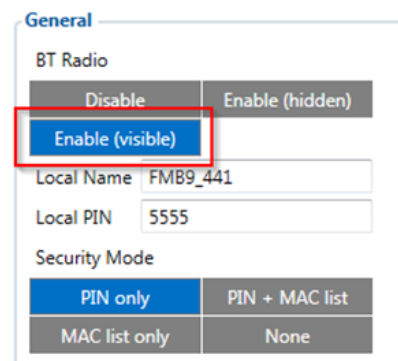 General
BT Radio
Disable Enable (hidden)
Enable (visible)
Local Name FMB9_441
Local PIN 5555
Security Mode
PIN only PIN + MAC list
MAC list only None